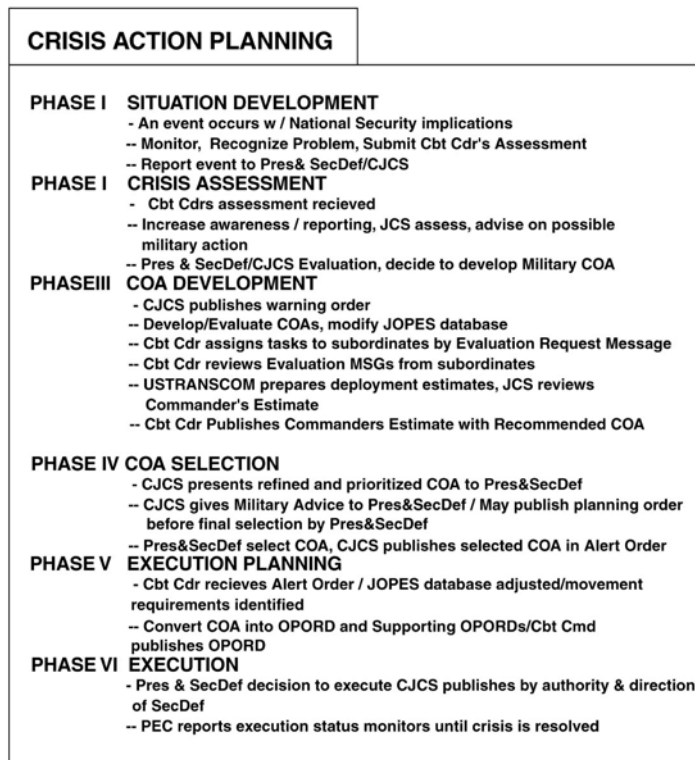 CRISIS ACTION PLANNING
PHASE I SITUATION DEVELOPMENT
- An event occurs w / National Security implications
-- Monitor, Recognize Problem, Submit Cbt Cdr's Assessment
-- Report event to Pres& SecDef/CJCS
PHASE I CRISIS ASSESSMENT
- Cbt Cdrs assessment recieved
-- Increase awareness / reporting, JCS assess, advise on possible
military action
-- Pres & SecDef/CJCS Evaluation, decide to develop Military COA
PHASEIII COA DEVELOPMENT
- CJCS publishes warning order
-- Develop/Evaluate COAs, modify JOPES database
-- Cbt Cdr assigns tasks to subordinates by Evaluation Request Message
-- Cbt Cdr reviews Evaluation MSGs from subordinates
-- USTRANSCOM prepares deployment estimates, JCS reviews
Commander's Estimate
-- Cbt Cdr Publishes Commanders Estimate with Recommended COA
PHASE IV COA SELECTION
- CJCS presents refined and prioritized COA to Pres&SecDef
-- CJCS gives Military Advice to Pres&SecDef / May publish planning order
before final selection by Pres&SecDef
-- Pres&SecDef select COA, CJCS publishes selected COA in Alert Order
PHASE V EXECUTION PLANNING
- Cbt Cdr recieves Alert Order / JOPES database adjusted/movement
requirements identified
-- Convert COA into OPORD and Supporting OPORDs/Cbt Cmd
publishes OPORD
PHASE VI EXECUTION
- Pres & SecDef decision to execute CJCS publishes by authority & direction
of SecDef
-- PEC reports execution status monitors until crisis is resolved